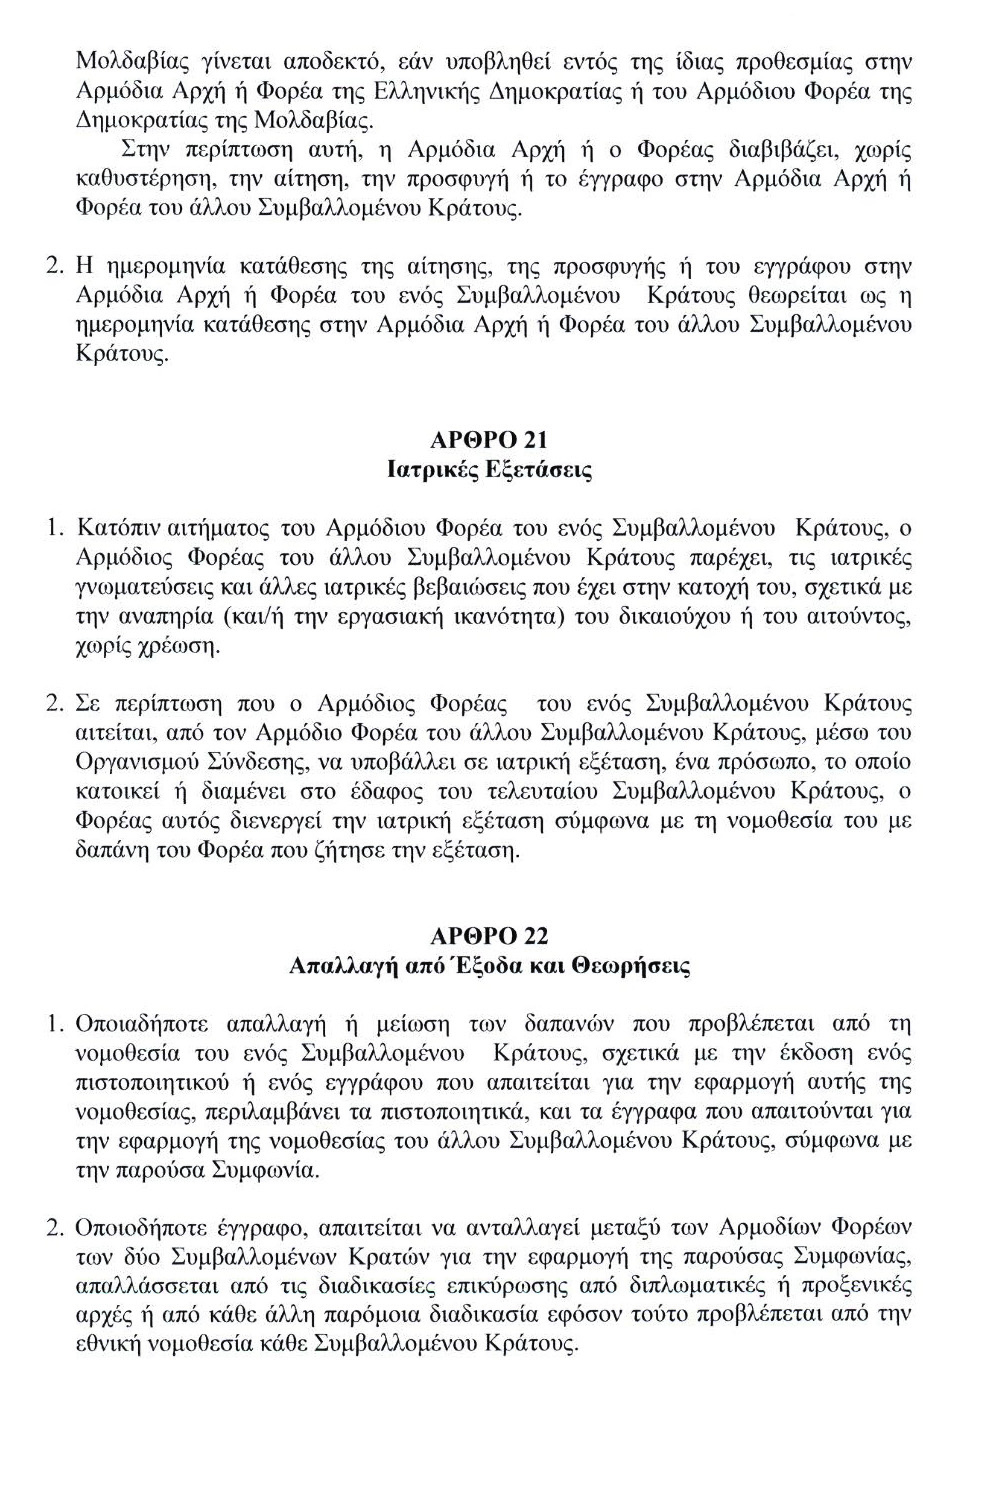 Μολδαβίας γίνεται αποδεκτό, εάν υποβληθεί εντός της ίδιας προθεσμίας στην
Αρμόδια Αρχή ή Φορέα της Ελληνικής Δημοκρατίας ή του Αρμόδιου Φορέα της
Δημοκρατίας της Μολδαβίας.
Στην περίπτωση αυτή, η Αρμόδια Αρχή ή ο Φορέας διαβιβάζει, χωρίς
καθυστέρηση, την αίτηση, την προσφυγή ή το έγγραφο στην Αρμόδια Αρχή ή
Φορέα του άλλου Συμβαλλομένου Κράτους.
2. Η ημερομηνία κατάθεσης της αίτησης, της προσφυγής ή του εγγράφου στην
Αρμόδια Αρχή ή Φορέα του ενός Συμβαλλομένου Κράτους θεωρείται ως η
ημερομηνία κατάθεσης στην Αρμόδια Αρχή ή Φορέα του άλλου Συμβαλλομένου
Κράτους.
ΑΡΘΡΟ 21
Ιατρικές Εξετάσεις
1. Κατόπιν αιτήματος του Αρμόδιου Φορέα του ενός Συμβαλλομένου Κράτους, ο
Αρμόδιος Φορέας του άλλου Συμβαλλομένου Κράτους παρέχει, τις ιατρικές
γνωματεύσεις και άλλες ιατρικές βεβαιώσεις που έχει στην κατοχή του, σχετικά με
την αναπηρία (και/ή την εργασιακή ικανότητα) του δικαιούχου ή του αιτούντος,
χωρίς χρέωση.
2. Σε περίπτωση που ο Αρμόδιος Φορέας του ενός Συμβαλλομένου Κράτους
αιτείται, από τον Αρμόδιο Φορέα του άλλου Συμβαλλομένου Κράτους, μέσω του
Οργανισμού Σύνδεσης, να υποβάλλει σε ιατρική εξέταση, ένα πρόσωπο, το οποίο
κατοικεί ή διαμένει στο έδαφος του τελευταίου Συμβαλλομένου Κράτους, ο
Φορέας αυτός διενεργεί την ιατρική εξέταση σύμφωνα με τη νομοθεσία του με
δαπάνη του Φορέα που ζήτησε την εξέταση.
ΑΡΘΡΟ 22
Απαλλαγή από Έξοδα και Θεωρήσεις
1. Οποιαδήποτε απαλλαγή ή μείωση των δαπανών που προβλέπεται από τη
νομοθεσία του ενός Συμβαλλομένου Κράτους, σχετικά με την έκδοση ενός
πιστοποιητικού ή ενός εγγράφου που απαιτείται για την εφαρμογή αυτής της
νομοθεσίας, περιλαμβάνει τα πιστοποιητικά, και τα έγγραφα που απαιτούνται για
την εφαρμογή της νομοθεσίας του άλλου Συμβαλλομένου Κράτους, σύμφωνα με
την παρούσα Συμφωνία.
2. Οποιοδήποτε έγγραφο, απαιτείται να ανταλλαγεί μεταξύ των Αρμοδίων Φορέων
των δύο Συμβαλλομένων Κρατών για την εφαρμογή της παρούσας Συμφωνίας,
απαλλάσσεται από τις διαδικασίες επικύρωσης από διπλωματικές ή προξενικές
αρχές ή από κάθε άλλη παρόμοια διαδικασία εφόσον τούτο προβλέπεται από την
εθνική νομοθεσία κάθε Συμβαλλομένου Κράτους.